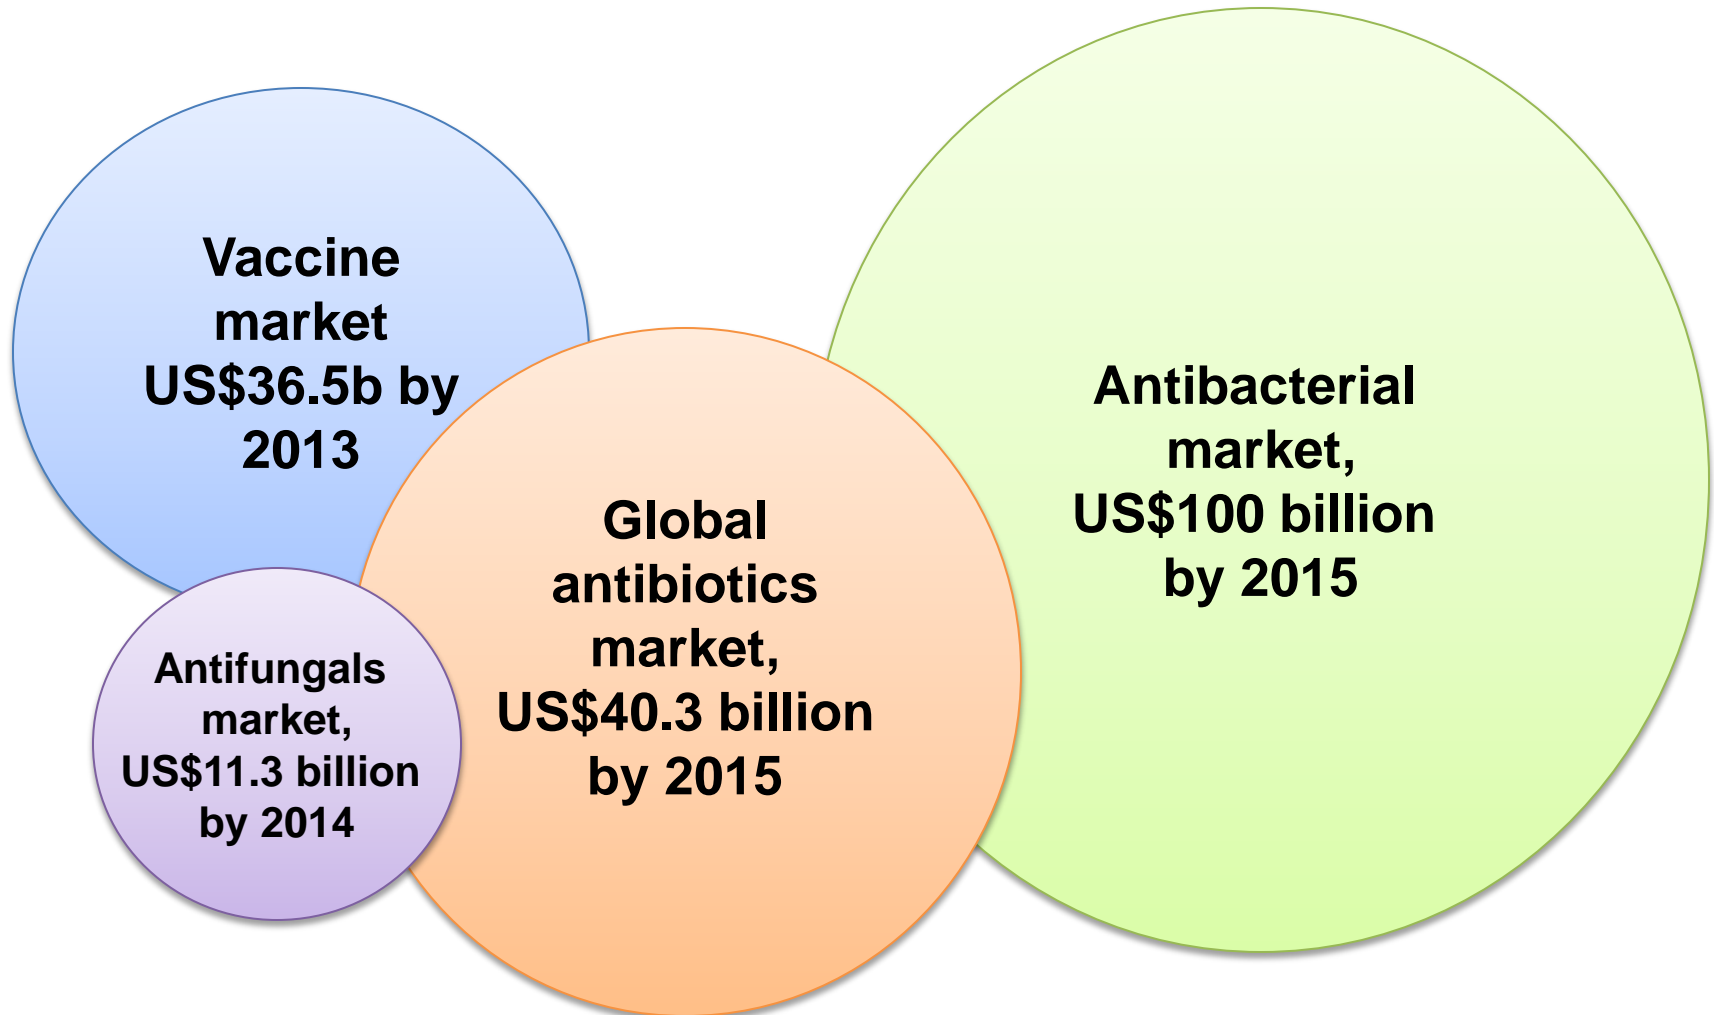 Vaccine
market
US$36.5b by
2013
Antifungals
market,
US$11.3 billion
by 2014
Global
antibiotics
market,
US$40.3 billion
by 2015
Antibacterial
market,
US$100 billion
by 2015